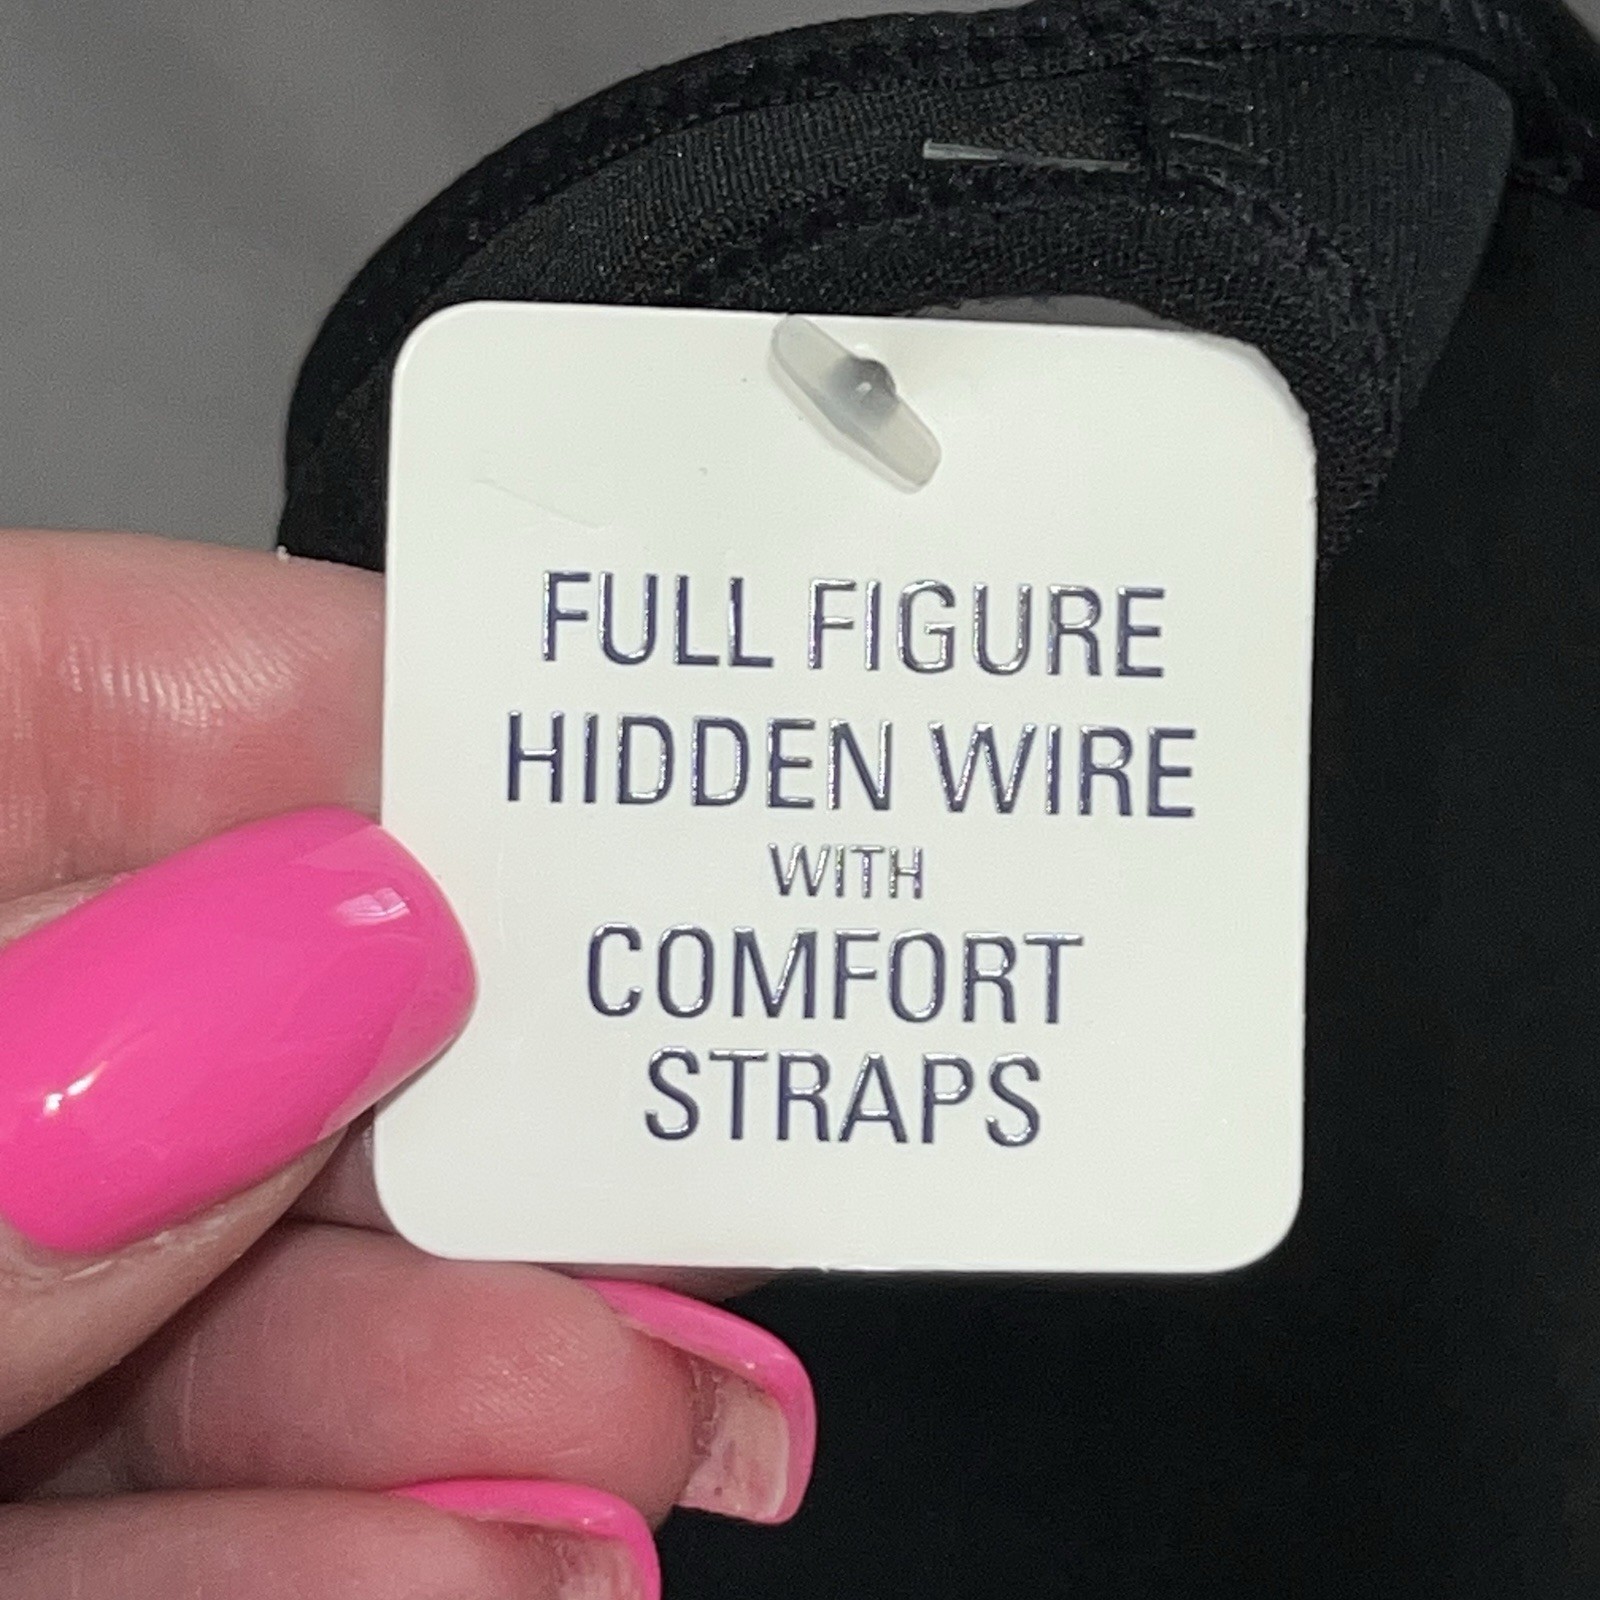 FULL FIGURE
HIDDEN WIRE
WITH
COMFORT
STRAPS